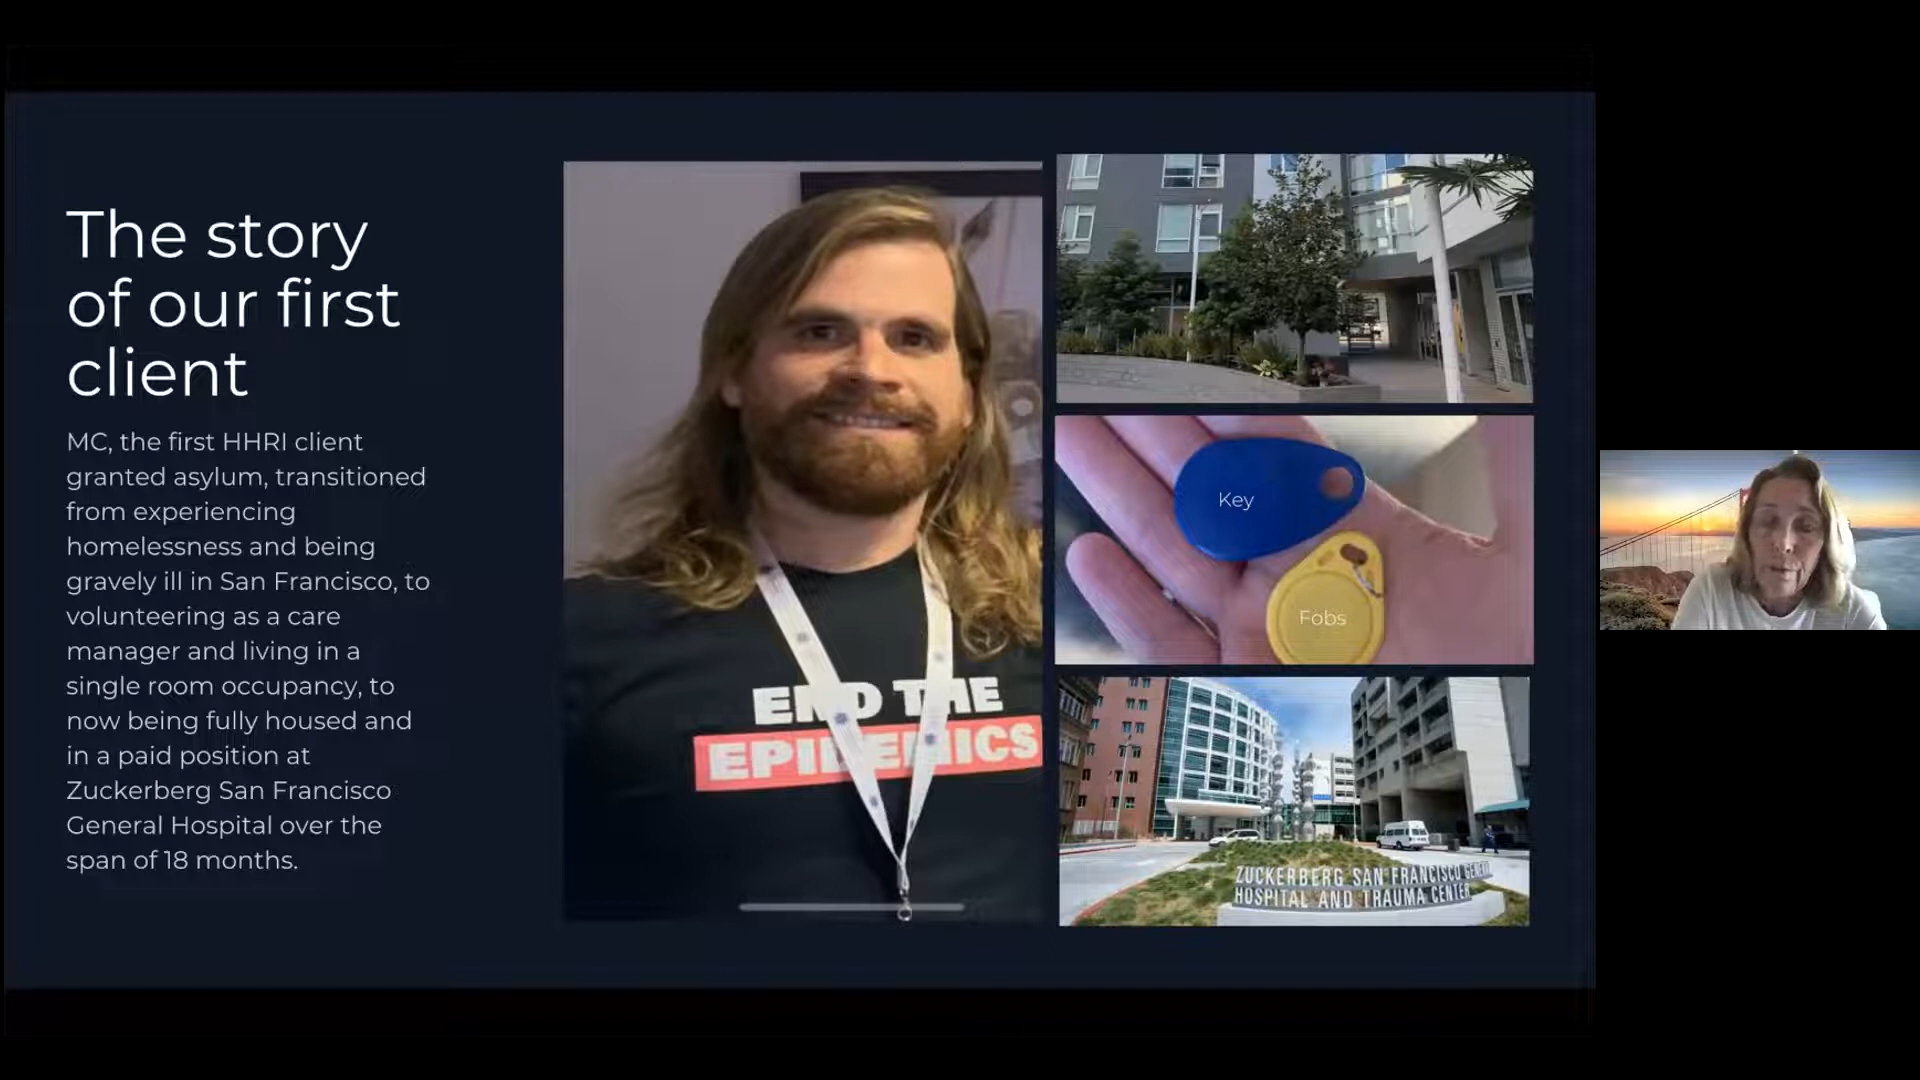 The story
of our first
client
MC, the first HHRI client
granted asylum, transitioned
from experiencing
homelessness and being
gravely ill in San Francisco, to
volunteering as a care
manager and living in a
single room occupancy, to
now being fully housed and
in a paid position at
Zuckerberg San Francisco
General Hospital over the
span of 18 months.
END THE
EPIDEMICS
Key
Fobs
ZUCKERBERG SAN FRANCISCO GENERAL
HOSPITAL AND TRAUMA CENTER